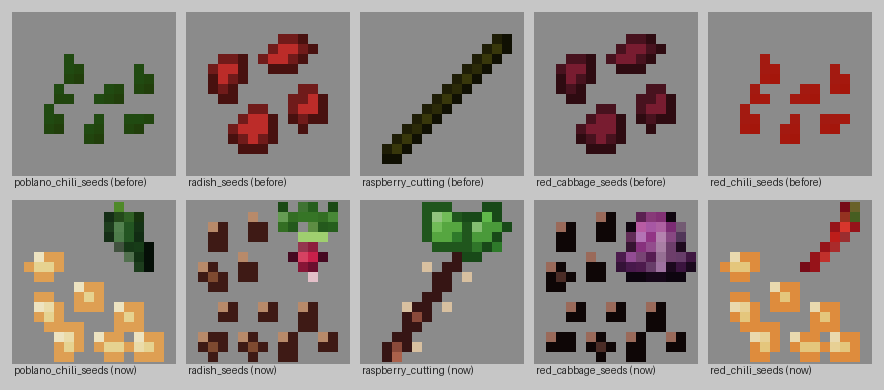 poblano_chili_seeds (before)
radish_seeds (before)
raspberry_cutting (before)
red_cabbage_seeds (before)
red_chili_seeds (before)
poblano_chili_seeds (now)
radish_seeds (now)
raspberry_cutting (now)
red_cabbage_seeds (now)
red_chili_seeds (now)